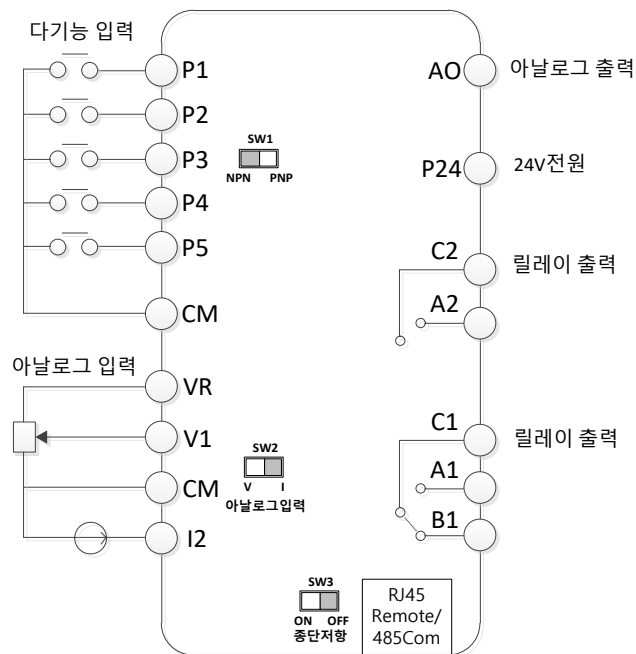 다기능 입력
P1
P2
P3
P4
P5
CM
SW1
NPN PNP
아날로그 입력
VR
V1
CM
I2
SW2
V I
아날로그입력
SW3
ON OFF
종단저항
RJ45
Remote/
485Com
AO 아날로그 출력
P24 24V전원
C2 릴레이 출력
A2
C1 릴레이 출력
A1
B1